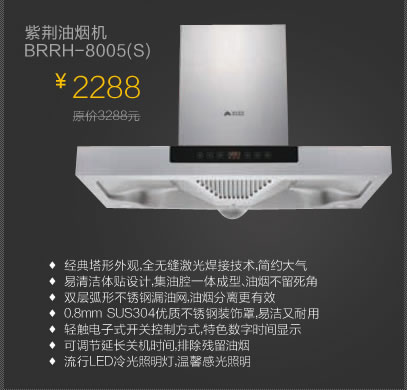 紫荆油烟机
BRRH-8005(S)
¥2288
原价3288元
◆ 经典塔形外观,全无缝激光焊接技术,简约大气
◆ 易清洁体贴设计,集油腔一体成型,油烟不留死角
◆ 双层弧形不锈钢漏油网,油烟分离更有效
◆ 0.8mm SUS304优质不锈钢装饰罩,易洁又耐用
◆ 轻触电子式开关控制方式,特色数字时间显示
◆ 可调节延长关机时间,排除残留油烟
◆ 流行LED冷光照明灯,温馨感光照明